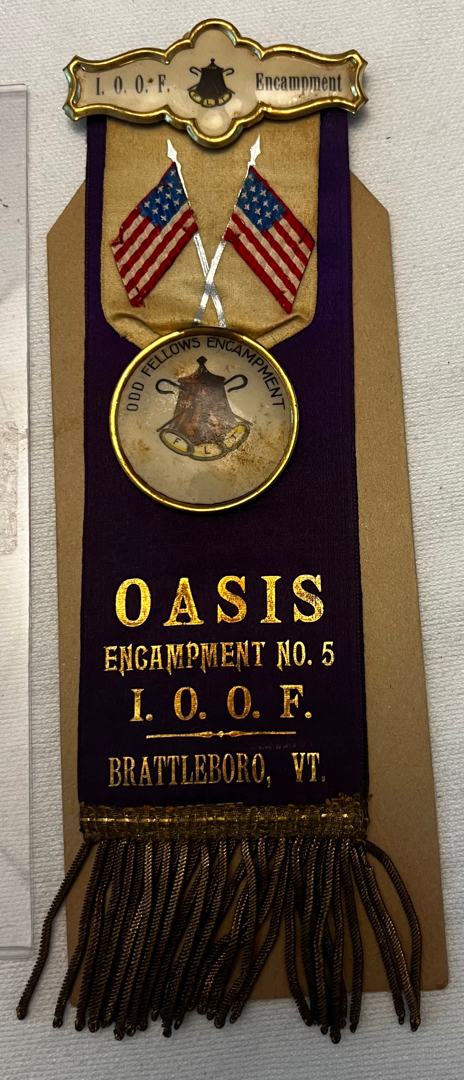 I. O. O. F. Encampment
ODD FELLOWS ENCAMPMENT
F L T
OASIS
ENCAMPMENT NO. 5
I. O. O. F.
BRATTLEBORO, VT.